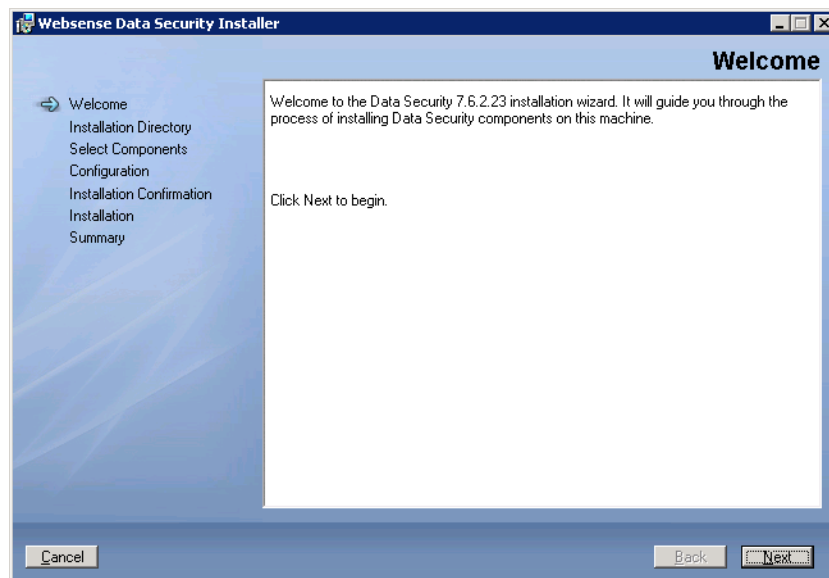 Websense Data Security Installer
Welcome
Welcome
Installation Directory
Select Components
Configuration
Installation Confirmation
Installation
Summary
Welcome to the Data Security 7.6.2.23 installation wizard. It will guide you through the
process of installing Data Security components on this machine.
Click Next to begin.
Cancel
Back
Next